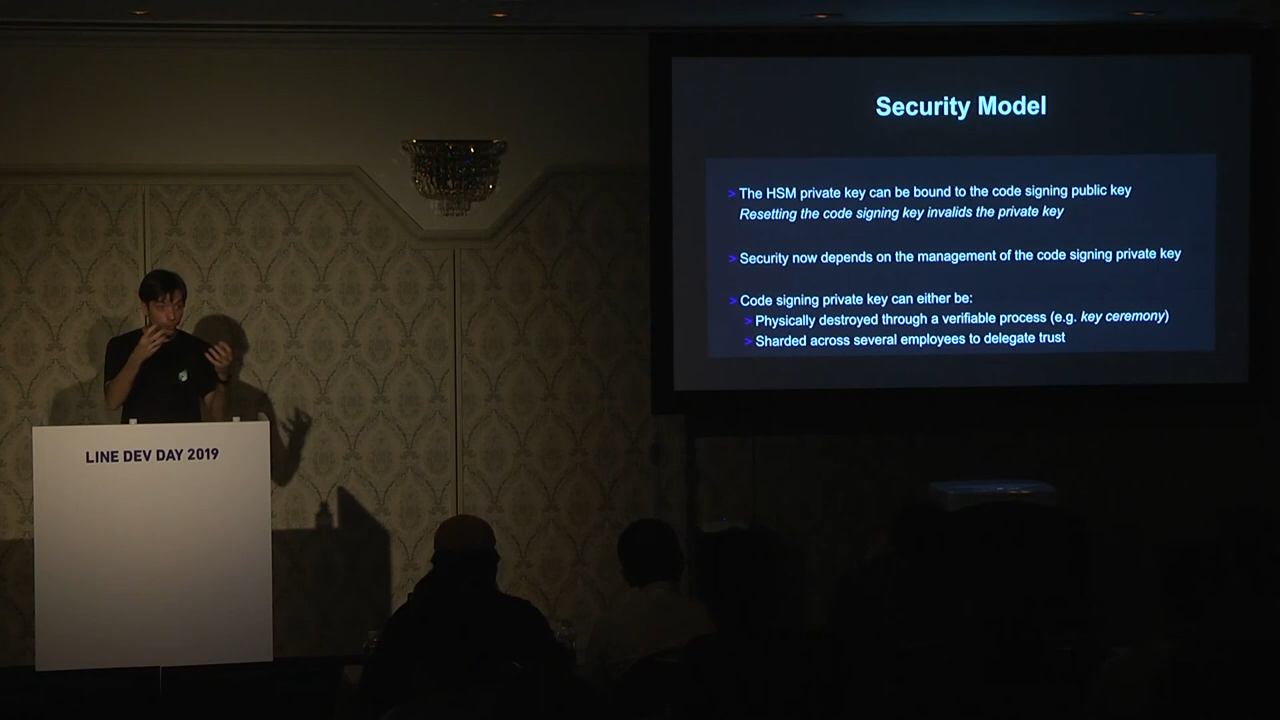 Security Model
> The HSM private key can be bound to the code signing public key
Resetting the code signing key invalids the private key
> Security now depends on the management of the code signing private key
> Code signing private key can either be:
> Physically destroyed through a verifiable process (e.g. key ceremony)
> Sharded across several employees to delegate trust
LINE DEV DAY 2019